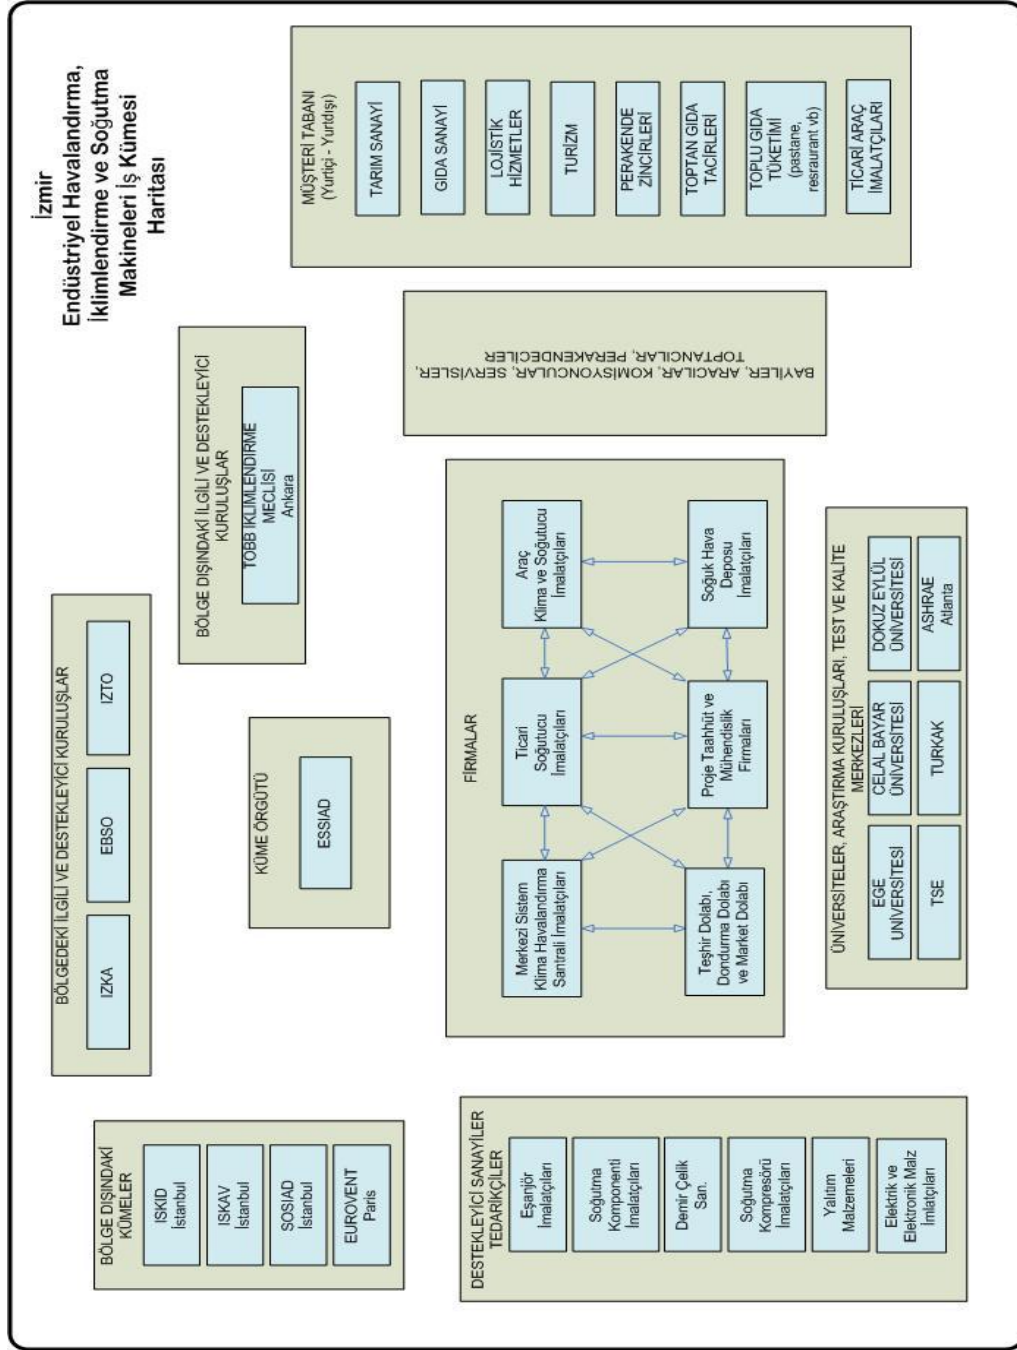 İzmir
Endüstriyel Havalandırma,
İklimlendirme ve Soğutma
Makineleri İş Kümesi
Haritası
BÖLGE DIŞINDAKİ
KÜMELER
ISKID
İstanbul
ISKAV
İstanbul
SOSIAD
İstanbul
EUROVENT
Paris
BÖLGEDEKİ İLGİLİ VE DESTEKLEYİCİ KURULUŞLAR
IZKA
EBSO
IZTO
BÖLGE DIŞINDAKİ İLGİLİ VE DESTEKLEYİCİ
KURULUŞLAR
TOBB İKLİMLENDİRME
MECLİSİ
Ankara
KÜME ÖRGÜTÜ
ESSIAD
DESTEKLEYİCİ SANAYİLER
TEDARİKÇİLER
Eşanjör
İmalatçıları
Soğutma
Komponenti
İmalatçıları
Demir Çelik
San.
Soğutma
Kompresörü
İmalatçıları
Yalıtım
Malzemeleri
Elektrik ve
Elektronik Malz
İmlatçıları
FİRMALAR
Merkezi Sistem
Klima Havalandırma
Santrali İmalatçıları
Ticari
Soğutucu
İmalatçıları
Araç
Klima ve Soğutucu
İmalatçıları
Teşhir Dolabı,
Dondurma Dolabı
ve Market Dolabı
Proje Taahhüt ve
Mühendislik
Firmaları
Soğuk Hava
Deposu
İmalatçıları
BAYİLER, ARACILAR, KOMİSYONCULAR, SERVİSLER,
TOPTANCILAR, PERAKENDECİLER
MÜŞTERİ TABANI
(Yurtiçi - Yurtdışı)
TARIM SANAYİ
GIDA SANAYİ
LOJİSTİK
HİZMETLER
TURİZM
PERAKENDE
ZİNCİRLERİ
TOPTAN GIDA
TACİRLERİ
TOPLU GIDA
TÜKETİMİ
(pastane,
resraurant vb)
TİCARİ ARAÇ
İMALATÇILARI
ÜNİVERSİTELER, ARAŞTIRMA KURULUŞLARI, TEST VE KALİTE
MERKEZLERİ
EGE
UNİVERSİTESİ
CELAL BAYAR
ÜNİVERSİTESİ
DOKUZ EYLÜL
ÜNİVERSİTESİ
TSE
TURKAK
ASHRAE
Atlanta